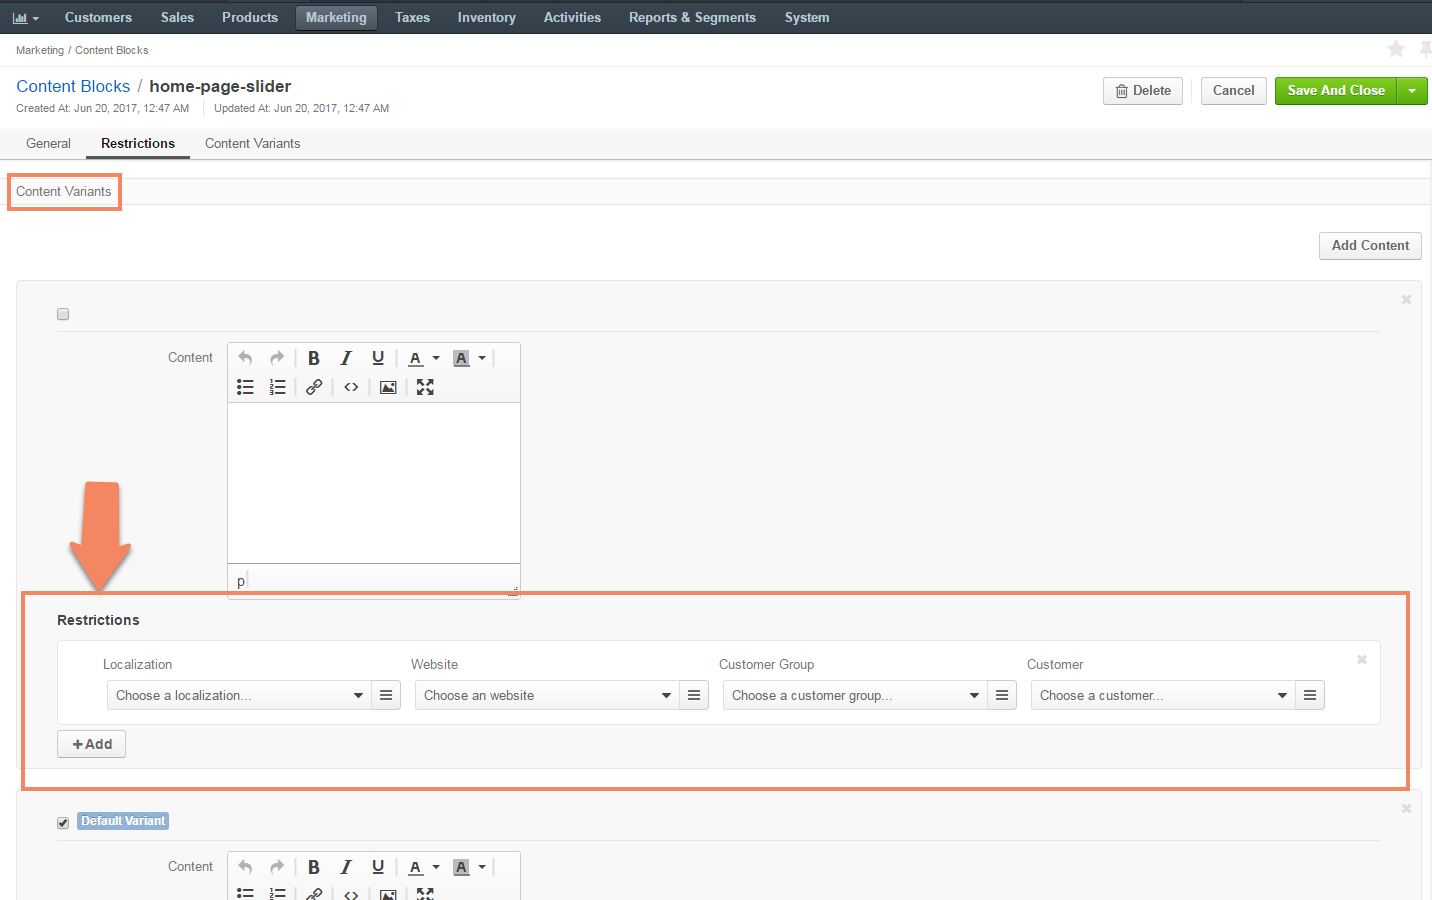 Customers Sales Products Marketing Taxes Inventory Activities Reports & Segments System
Marketing / Content Blocks
Content Blocks / home-page-slider
Delete Cancel Save And Close
Created At: Jun 20, 2017, 12:47 AM Updated At: Jun 20, 2017, 12:47 AM
General Restrictions Content Variants
Content Variants
Add Content
Content
B I U A A
p
Restrictions
Localization Website Customer Group Customer
Choose a localization... Choose an website Choose a customer group... Choose a customer...
+ Add
Default Variant
Content
B I U A A